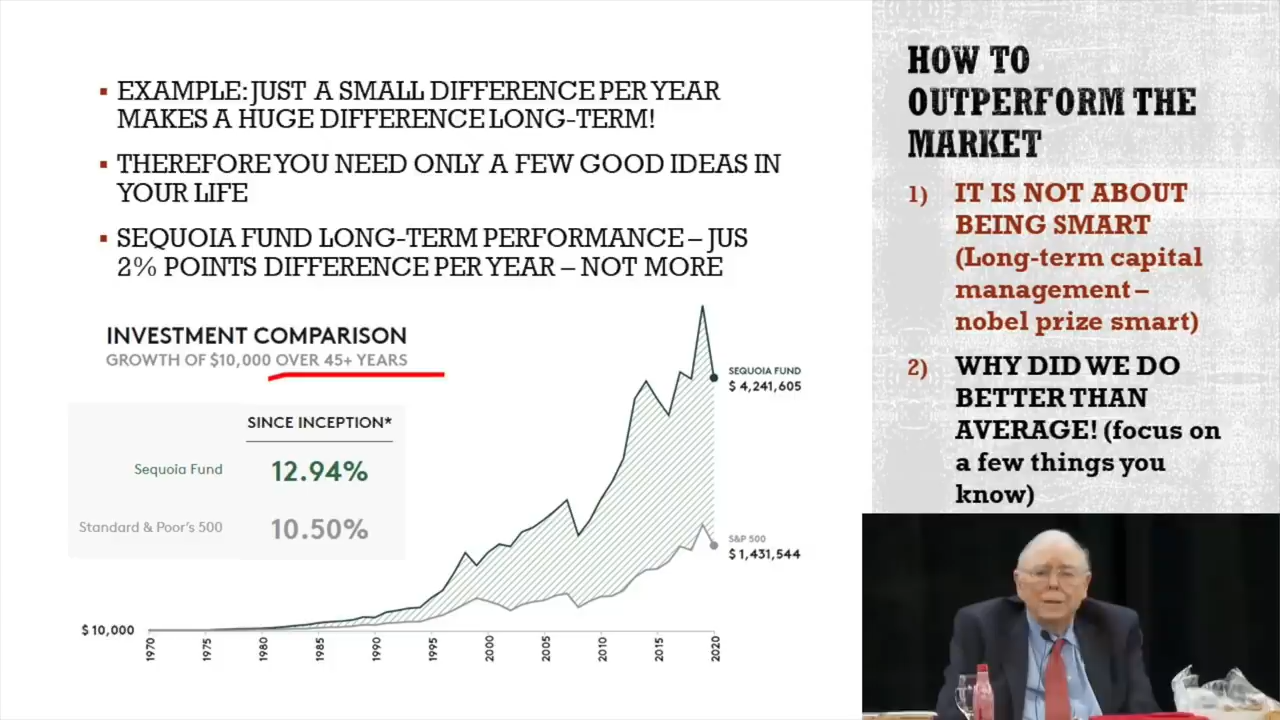 EXAMPLE: JUST A SMALL DIFFERENCE PER YEAR
MAKES A HUGE DIFFERENCE LONG-TERM!
THEREFORE YOU NEED ONLY A FEW GOOD IDEAS IN
YOUR LIFE
SEQUOIA FUND LONG-TERM PERFORMANCE – JUS
2% POINTS DIFFERENCE PER YEAR – NOT MORE
INVESTMENT COMPARISON
GROWTH OF $10,000 OVER 45+ YEARS
SINCE INCEPTION*
Sequoia Fund 12.94%
Standard & Poor's 500 10.50%
SEQUOIA FUND
$ 4,241,605
S&P 500
$ 1,431,544
$ 10,000
1970 1975 1980 1985 1990 1995 2000 2005 2010 2015 2020
HOW TO
OUTPERFORM THE
MARKET
1) IT IS NOT ABOUT
BEING SMART
(Long-term capital
management –
nobel prize smart)
2) WHY DID WE DO
BETTER THAN
AVERAGE! (focus on
a few things you
know)